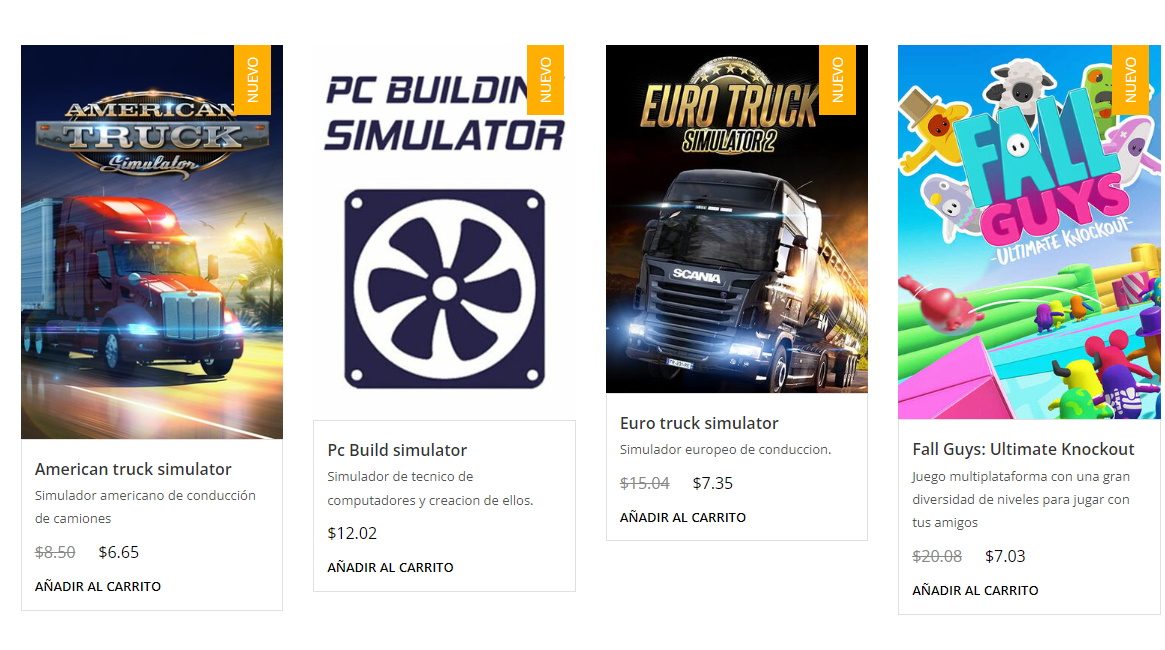 NUEVO
AMERICAN
TRUCK
Simulator
American truck simulator
Simulador americano de conducción
de camiones
$8.50 $6.65
AÑADIR AL CARRITO
NUEVO
PC BUILDIN
SIMULATOR
Pc Build simulator
Simulador de tecnico de
computadores y creacion de ellos.
$12.02
AÑADIR AL CARRITO
NUEVO
EURO TRUCK
SIMULATOR 2
SCANIA
Euro truck simulator
Simulador europeo de conduccion.
$15.04 $7.35
AÑADIR AL CARRITO
NUEVO
FALL
GUYS
-ULTIMATE KNOCKOUT-
Fall Guys: Ultimate Knockout
Juego multiplataforma con una gran
diversidad de niveles para jugar con
tus amigos
$20.08 $7.03
AÑADIR AL CARRITO